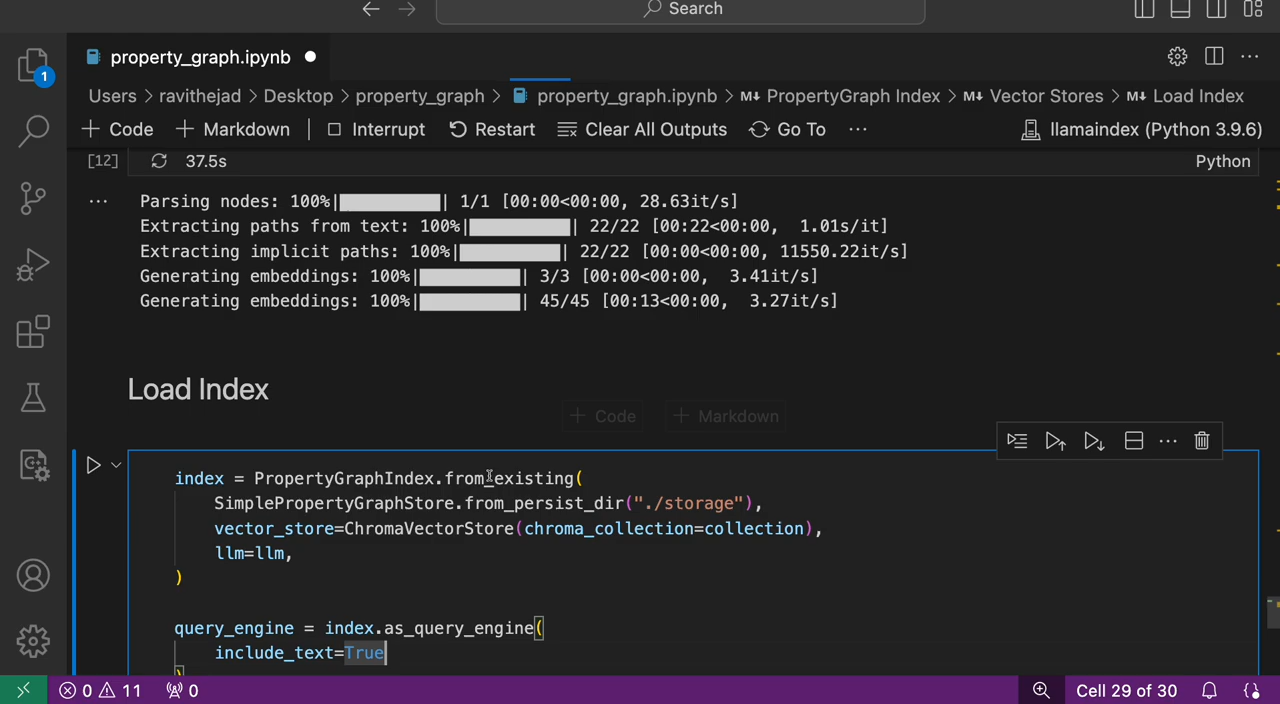 Search
property_graph.ipynb
1
Users > ravithejad > Desktop > property_graph > property_graph.ipynb > M↓ PropertyGraph Index > M↓ Vector Stores > M↓ Load Index
+ Code + Markdown | Interrupt Restart Clear All Outputs Go To ··· llamaindex (Python 3.9.6)
[12] 37.5s Python
··· Parsing nodes: 100%|██████████| 1/1 [00:00<00:00, 28.63it/s]
Extracting paths from text: 100%|██████████| 22/22 [00:22<00:00,  1.01s/it]
Extracting implicit paths: 100%|██████████| 22/22 [00:00<00:00, 11550.22it/s]
Generating embeddings: 100%|██████████| 3/3 [00:00<00:00,  3.41it/s]
Generating embeddings: 100%|██████████| 45/45 [00:13<00:00,  3.27it/s]
Load Index
+ Code + Markdown
index = PropertyGraphIndex.from_existing(
SimplePropertyGraphStore.from_persist_dir("./storage"),
vector_store=ChromaVectorStore(chroma_collection=collection),
llm=llm,
)
query_engine = index.as_query_engine(
include_text=True
)
0 11 0 Cell 29 of 30